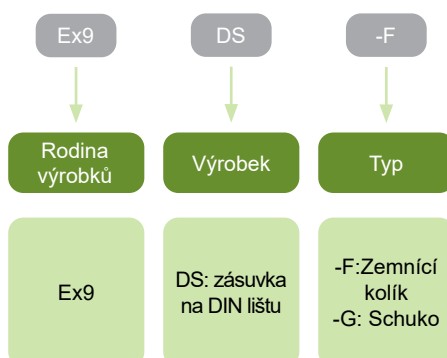 Ex9
DS
-F
Rodina
výrobků
Výrobek
Typ
Ex9
DS: zásuvka
na DIN lištu
-F:Zemnící
kolík
-G: Schuko